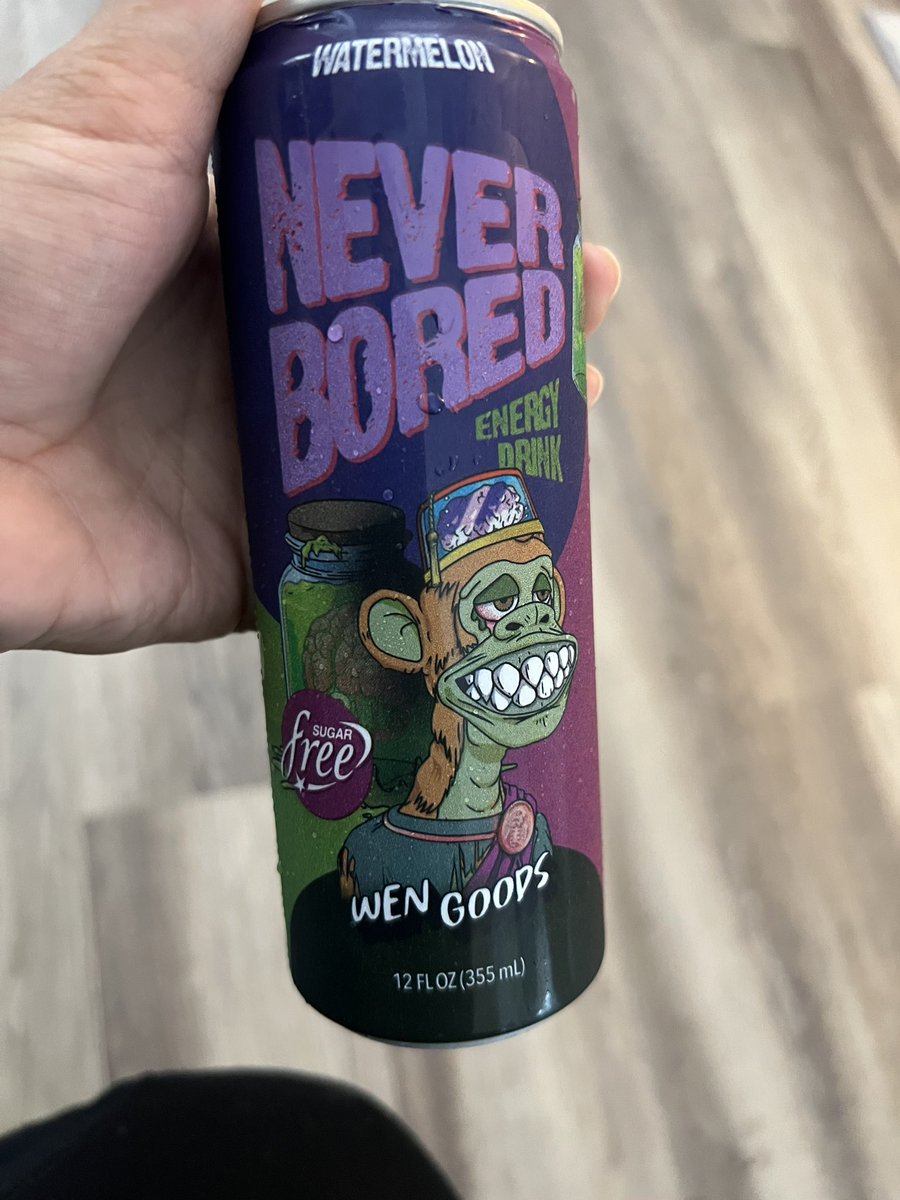 WATERMELON
NEVER
BORED
ENERGY
DRINK
SUGAR
free
WEN GOODS
12 FL OZ (355 mL)